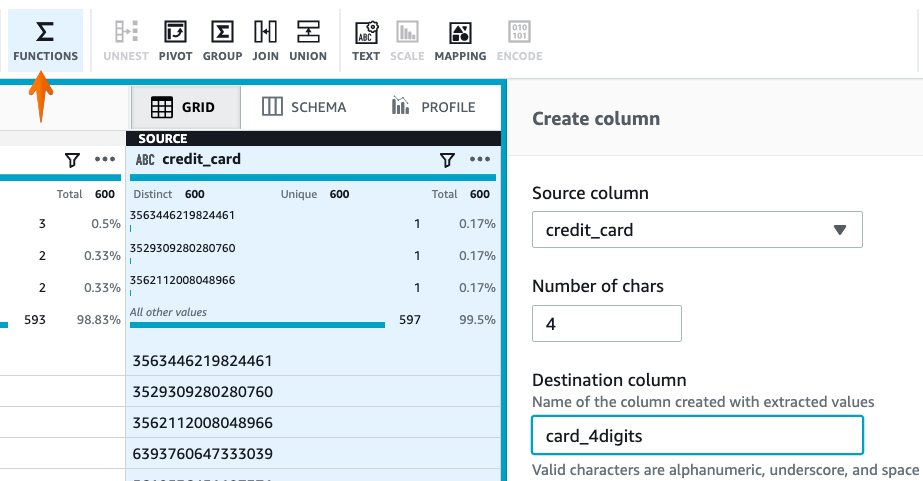 FUNCTIONS
UNNEST
PIVOT
GROUP
JOIN
UNION
ABC
TEXT
SCALE
MAPPING
010
101
ENCODE
GRID
SCHEMA
PROFILE
SOURCE
ABC credit_card
Total 600
Distinct 600 Unique 600 Total 600
3 0.5%
3563446219824461 1 0.17%
2 0.33%
3529309280280760 1 0.17%
2 0.33%
3562112008048966 1 0.17%
593 98.83%
All other values 597 99.5%
3563446219824461
3529309280280760
3562112008048966
6393760647333039
Create column
Source column
credit_card
Number of chars
4
Destination column
Name of the column created with extracted values
card_4digits
Valid characters are alphanumeric, underscore, and space